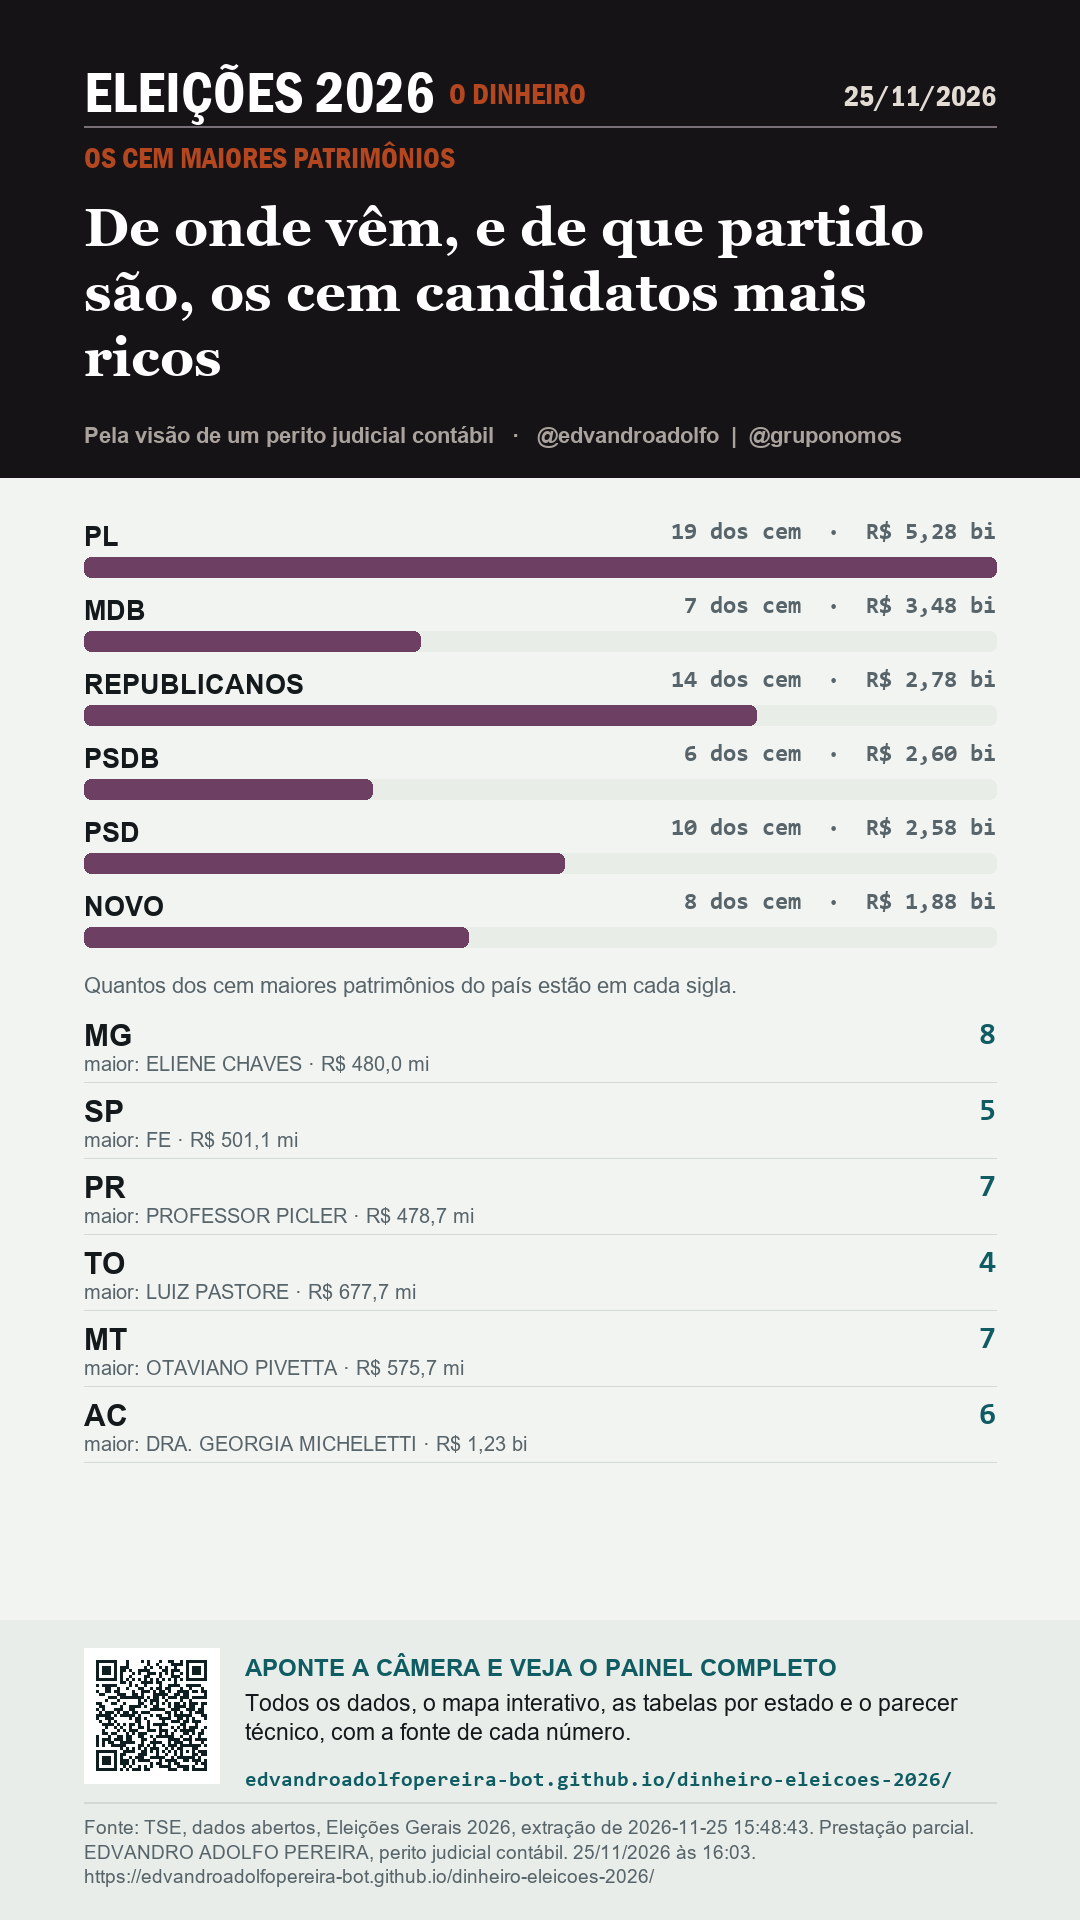 ELEIÇÕES 2026 O DINHEIRO 25/11/2026
OS CEM MAIORES PATRIMÔNIOS
De onde vêm, e de que partido
são, os cem candidatos mais
ricos
Pela visão de um perito judicial contábil · @edvandroadolfo | @gruponomos
PL 19 dos cem · R$ 5,28 bi
MDB 7 dos cem · R$ 3,48 bi
REPUBLICANOS 14 dos cem · R$ 2,78 bi
PSDB 6 dos cem · R$ 2,60 bi
PSD 10 dos cem · R$ 2,58 bi
NOVO 8 dos cem · R$ 1,88 bi
Quantos dos cem maiores patrimônios do país estão em cada sigla.
MG 8
maior: ELIENE CHAVES · R$ 480,0 mi
SP 5
maior: FE · R$ 501,1 mi
PR 7
maior: PROFESSOR PICLER · R$ 478,7 mi
TO 4
maior: LUIZ PASTORE · R$ 677,7 mi
MT 7
maior: OTAVIANO PIVETTA · R$ 575,7 mi
AC 6
maior: DRA. GEORGIA MICHELETTI · R$ 1,23 bi
APONTE A CÂMERA E VEJA O PAINEL COMPLETO
Todos os dados, o mapa interativo, as tabelas por estado e o parecer
técnico, com a fonte de cada número.
edvandroadolfopereira-bot.github.io/dinheiro-eleicoes-2026/
Fonte: TSE, dados abertos, Eleições Gerais 2026, extração de 2026-11-25 15:48:43. Prestação parcial.
EDVANDRO ADOLFO PEREIRA, perito judicial contábil. 25/11/2026 às 16:03.
https://edvandroadolfopereira-bot.github.io/dinheiro-eleicoes-2026/